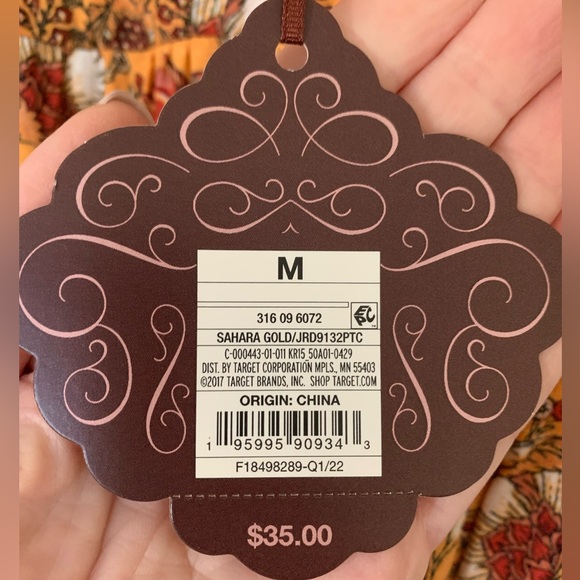 M
316 09 6072
EPC
SAHARA GOLD/JRD9132PTC
C-000443-01-011 KR15 50A01-0429
DIST. BY TARGET CORPORATION MPLS., MN 55403
©2017 TARGET BRANDS, INC. SHOP TARGET.COM
ORIGIN: CHINA
1 95995 90934 3
F18498289-Q1/22
$35.00